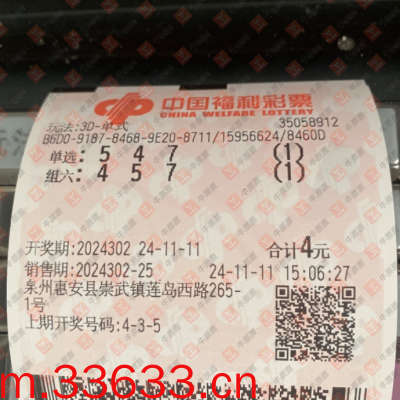 中国福利彩票
CHINA WELFARE LOTTERY
玩法:3D-单式 35058912
B6D0-9187-8468-9E20-8711/15956624/8460D
单选: 5 4 7 (1)
组六: 4 5 7 (1)
开奖期:2024302 24-11-11 合计4元
销售期:2024302-25 24-11-11 15:06:27
泉州惠安县崇武镇莲岛西路265-
1号
上期开奖号码:4-3-5
m.33633.cn